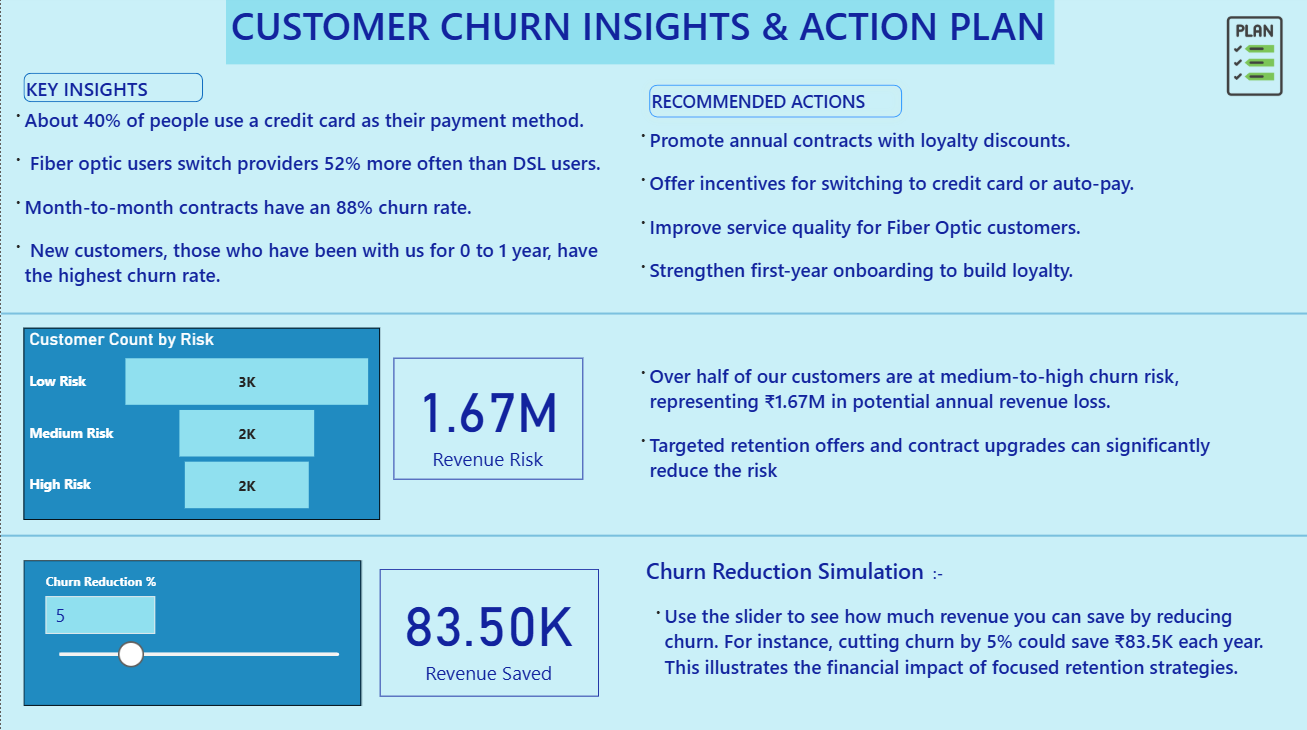 CUSTOMER CHURN INSIGHTS & ACTION PLAN
PLAN
KEY INSIGHTS
· About 40% of people use a credit card as their payment method.
· Fiber optic users switch providers 52% more often than DSL users.
· Month-to-month contracts have an 88% churn rate.
· New customers, those who have been with us for 0 to 1 year, have
the highest churn rate.
RECOMMENDED ACTIONS
· Promote annual contracts with loyalty discounts.
· Offer incentives for switching to credit card or auto-pay.
· Improve service quality for Fiber Optic customers.
· Strengthen first-year onboarding to build loyalty.
Customer Count by Risk
Low Risk 3K
Medium Risk 2K
High Risk 2K
1.67M
Revenue Risk
· Over half of our customers are at medium-to-high churn risk,
representing ₹1.67M in potential annual revenue loss.
· Targeted retention offers and contract upgrades can significantly
reduce the risk
Churn Reduction %
5
83.50K
Revenue Saved
Churn Reduction Simulation :-
· Use the slider to see how much revenue you can save by reducing
churn. For instance, cutting churn by 5% could save ₹83.5K each year.
This illustrates the financial impact of focused retention strategies.